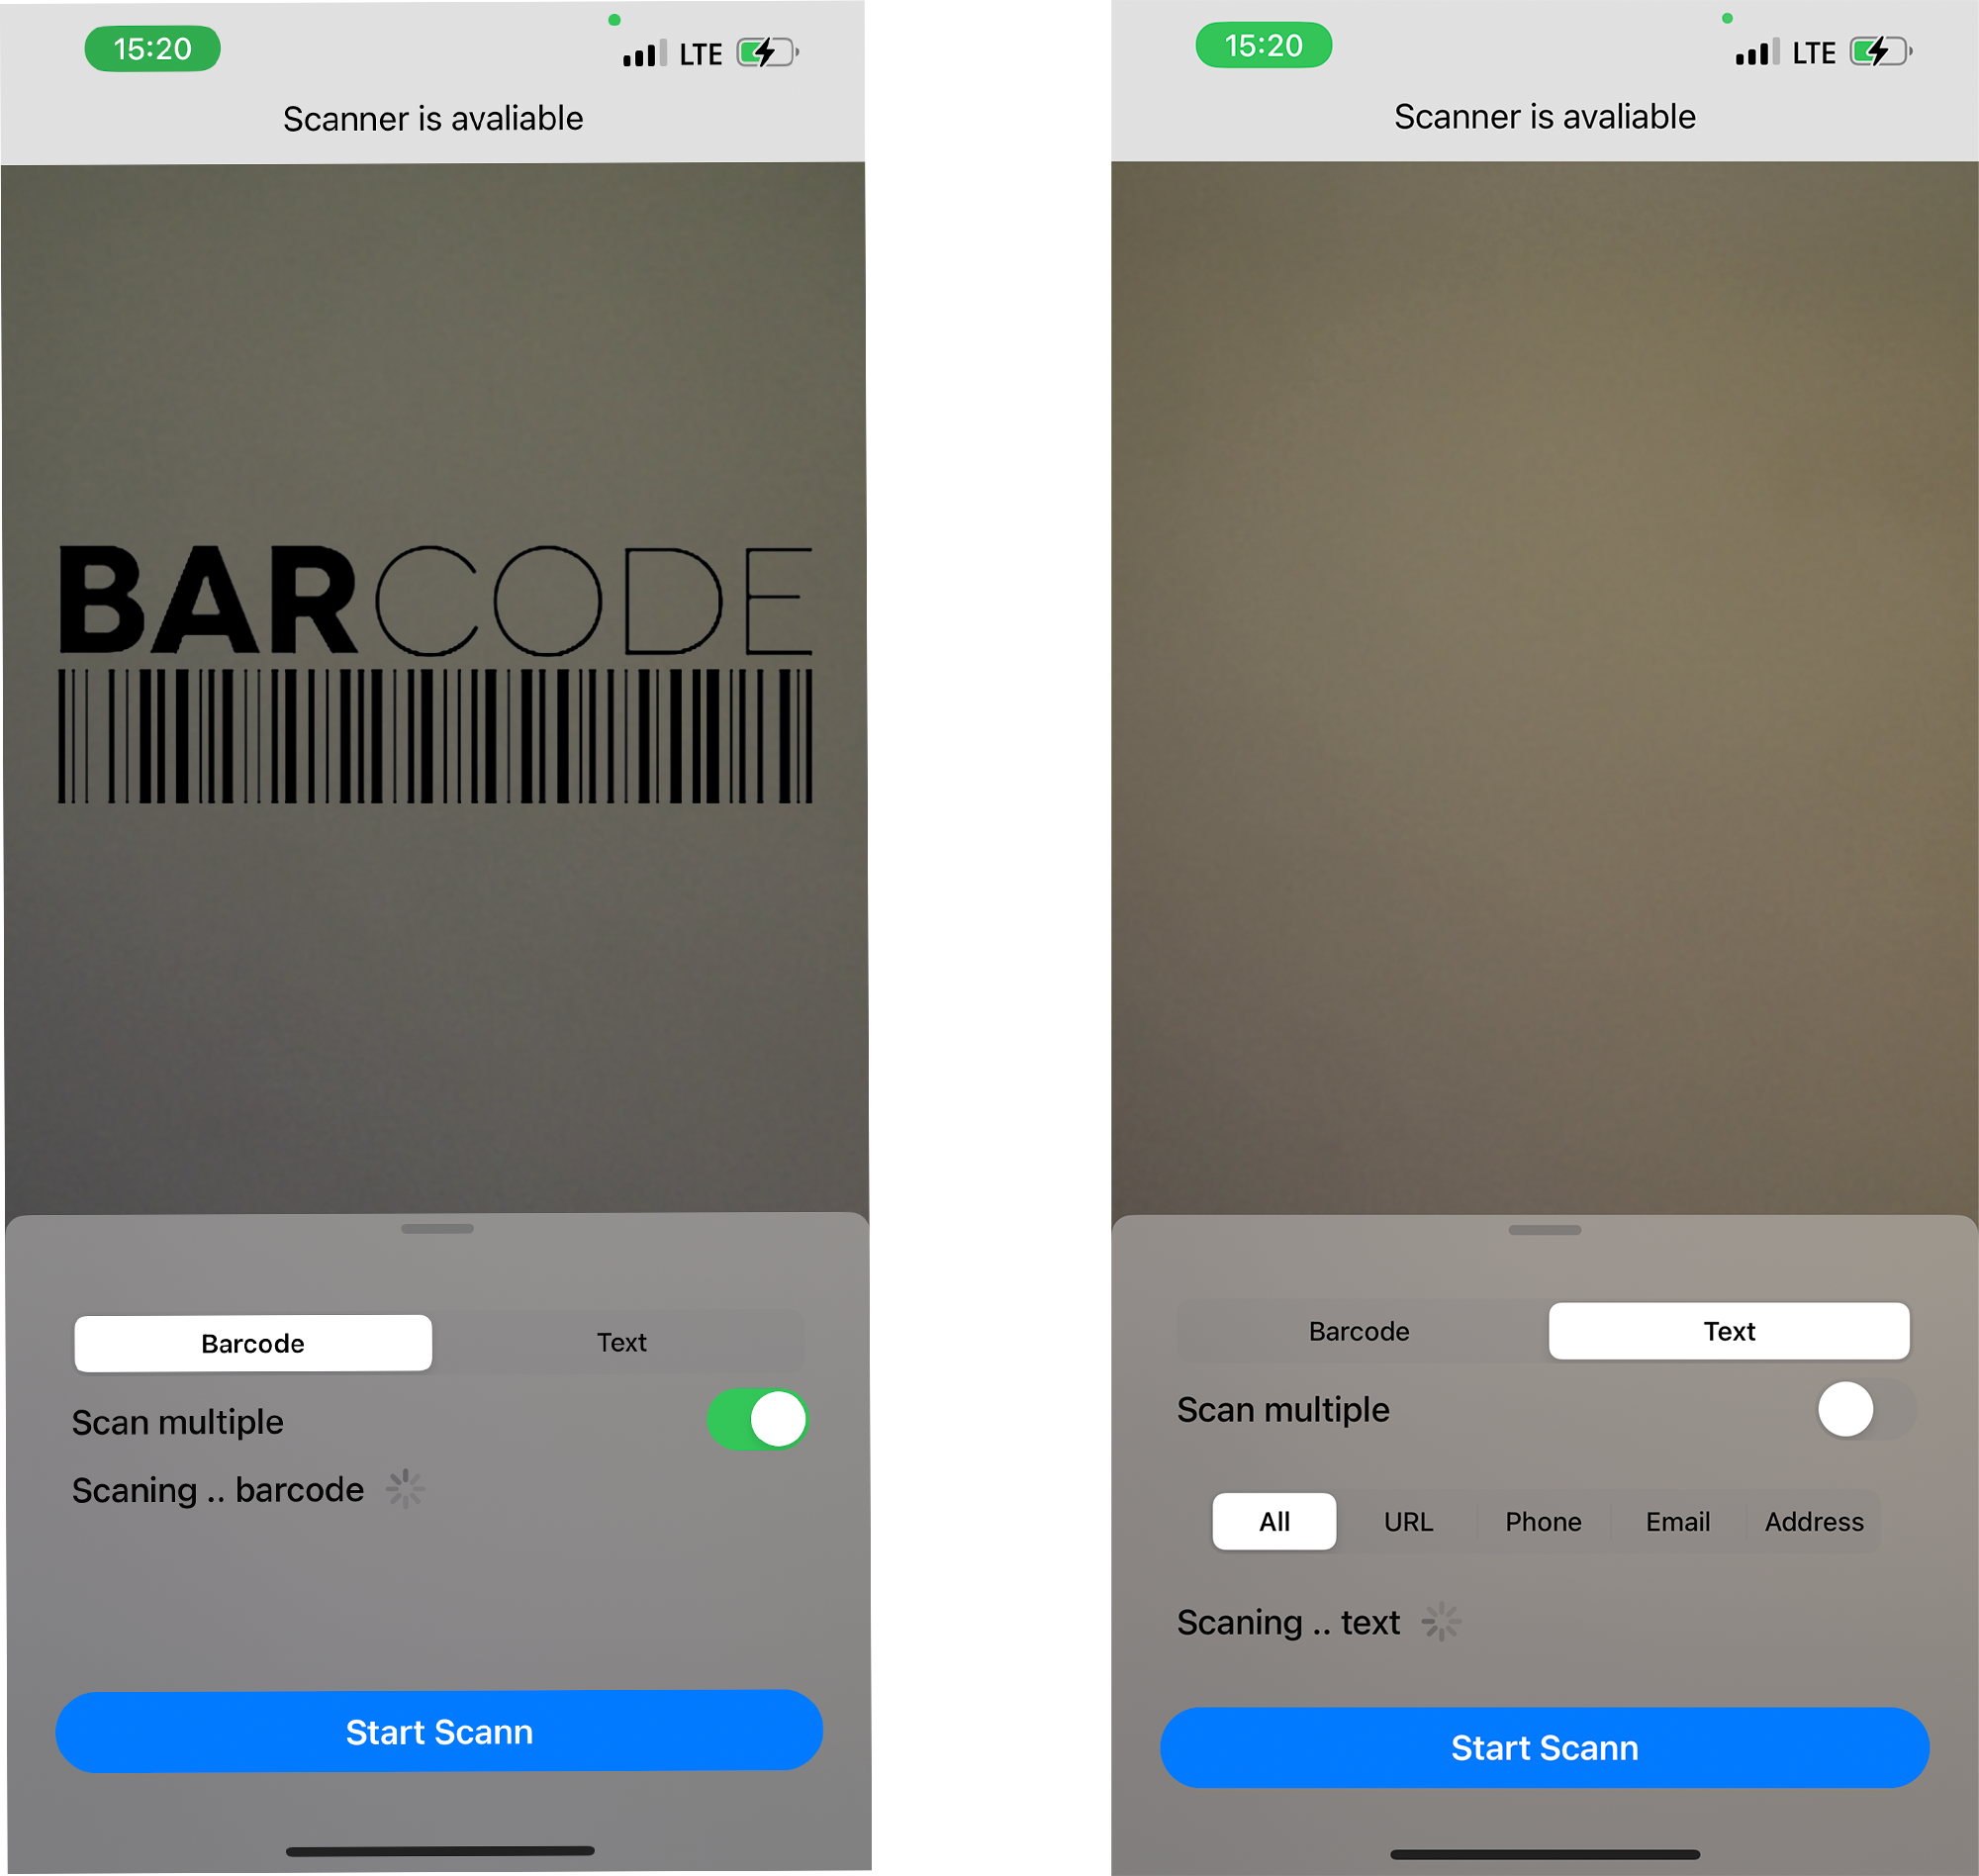 15:20 LTE
Scanner is avaliable
BARCODE
Barcode Text
Scan multiple
Scaning .. barcode
Start Scann
15:20 LTE
Scanner is avaliable
Barcode Text
Scan multiple
All URL Phone Email Address
Scaning .. text
Start Scann